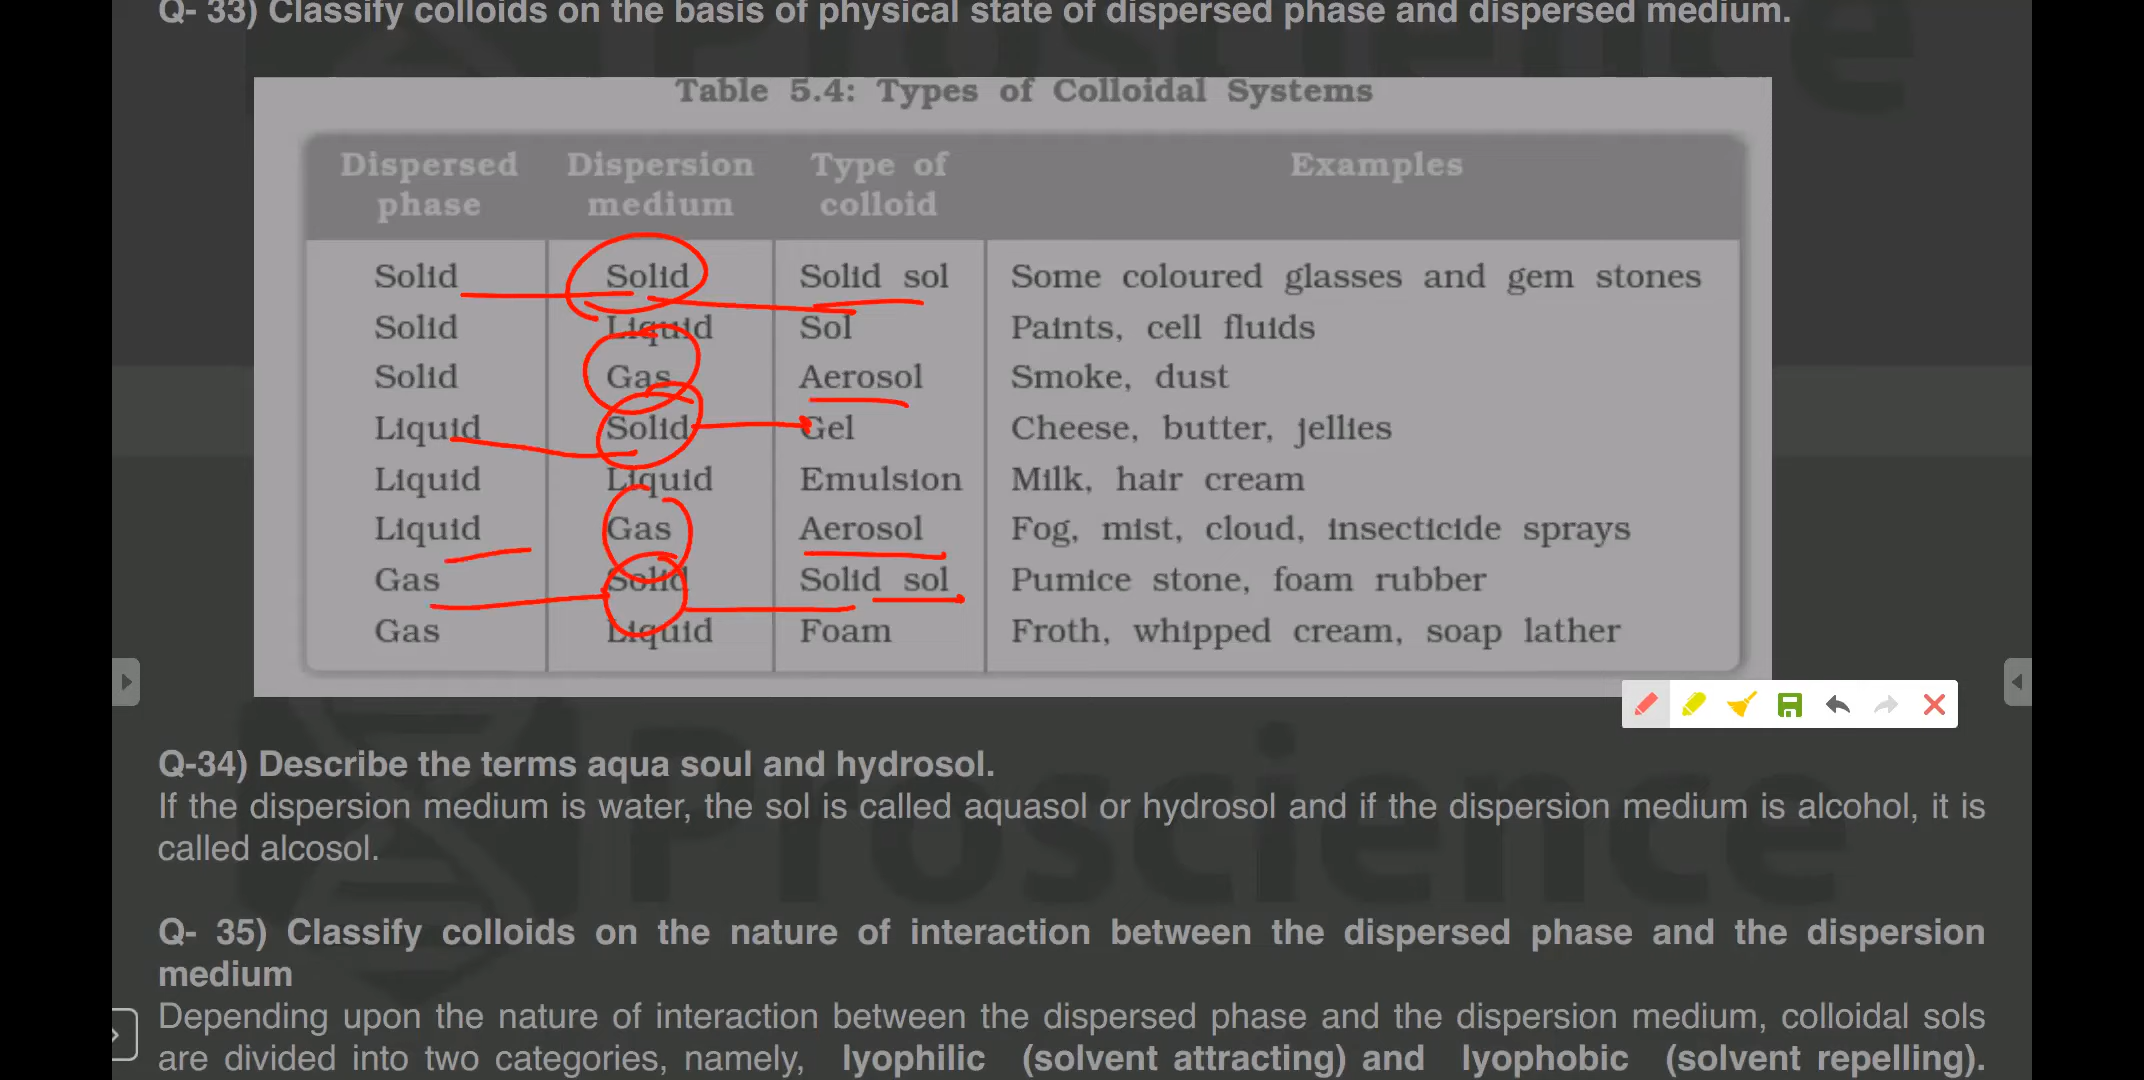 Q- 33) Classify colloids on the basis of physical state of dispersed phase and dispersed medium.
Table 5.4: Types of Colloidal Systems
Dispersed phase Dispersion medium Type of colloid Examples
Solid Solid Solid sol Some coloured glasses and gem stones
Solid Liquid Sol Paints, cell fluids
Solid Gas Aerosol Smoke, dust
Liquid Solid Gel Cheese, butter, jellies
Liquid Liquid Emulsion Milk, hair cream
Liquid Gas Aerosol Fog, mist, cloud, insecticide sprays
Gas Solid Solid sol Pumice stone, foam rubber
Gas Liquid Foam Froth, whipped cream, soap lather
Q-34) Describe the terms aqua soul and hydrosol.
If the dispersion medium is water, the sol is called aquasol or hydrosol and if the dispersion medium is alcohol, it is
called alcosol.
Q- 35) Classify colloids on the nature of interaction between the dispersed phase and the dispersion
medium
Depending upon the nature of interaction between the dispersed phase and the dispersion medium, colloidal sols
are divided into two categories, namely, lyophilic (solvent attracting) and lyophobic (solvent repelling).
Proscience
Proscience